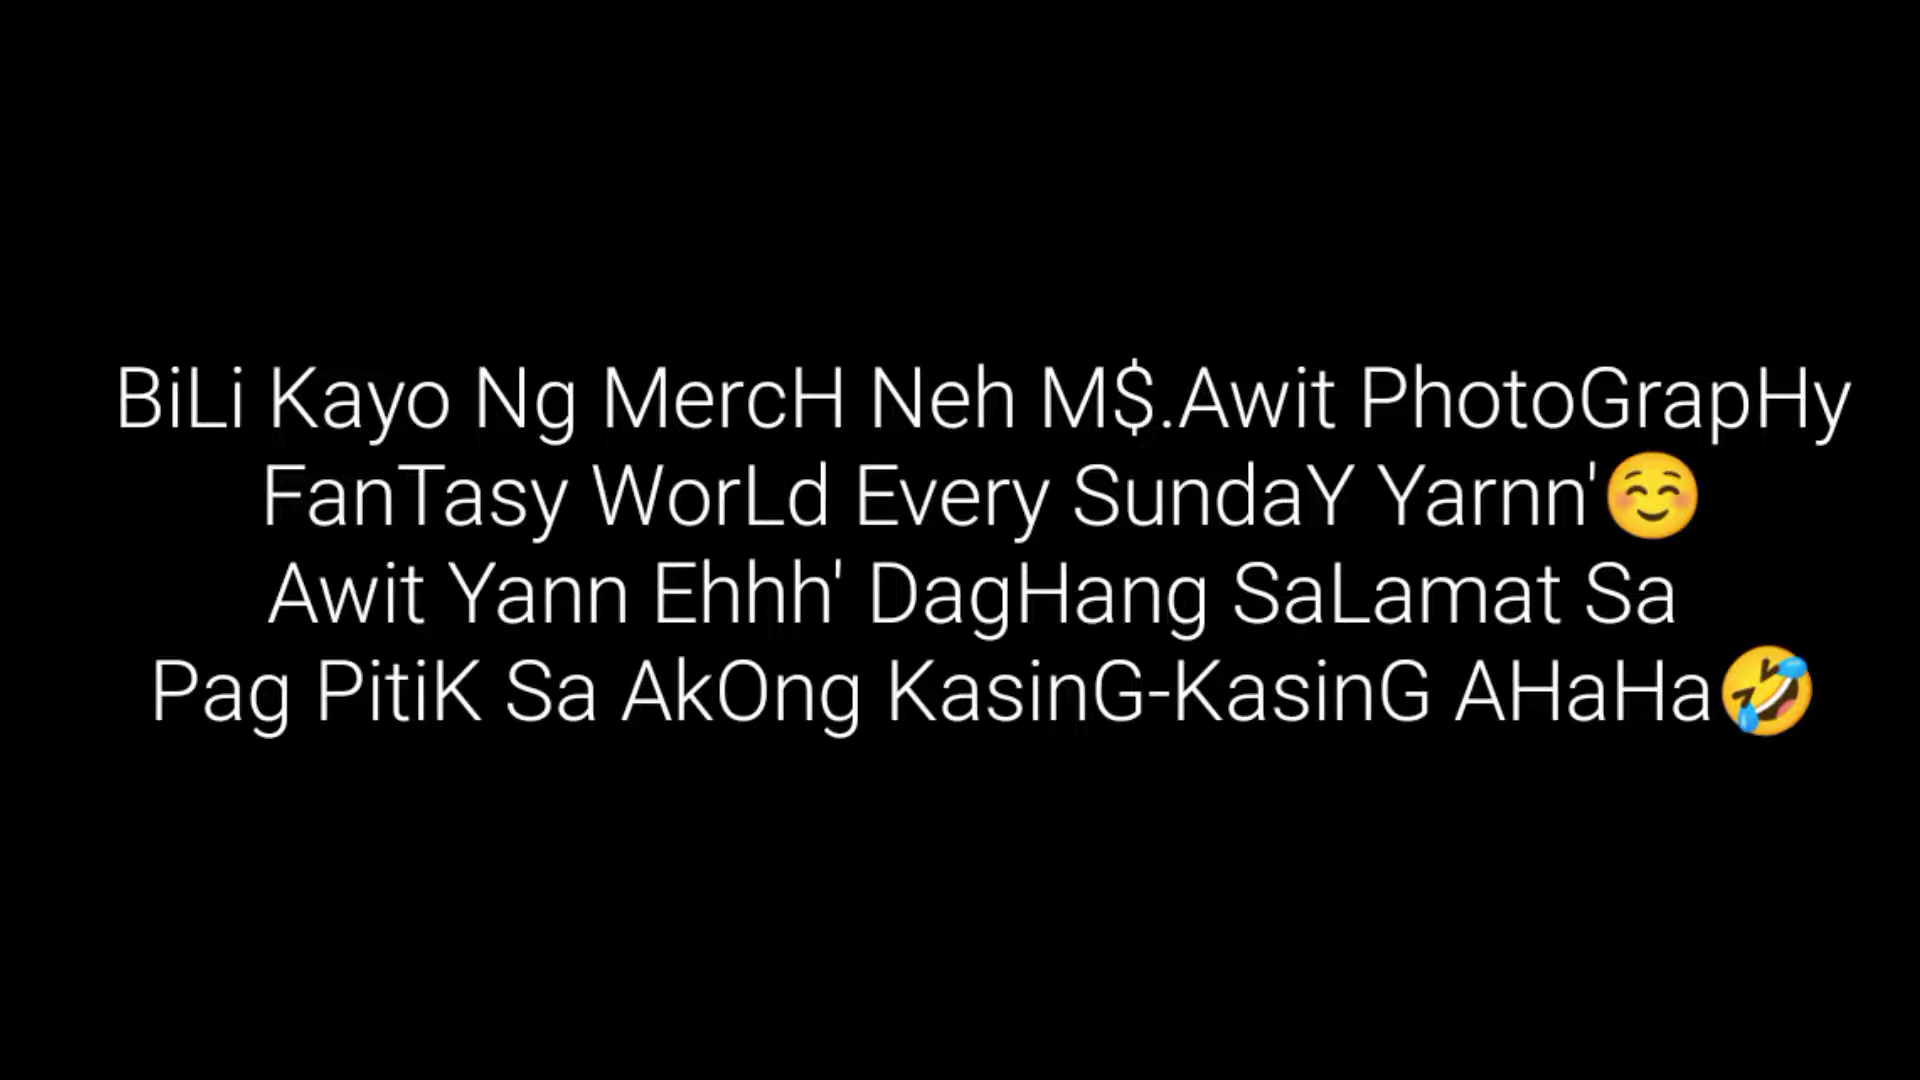 BiLi Kayo Ng MercH Neh M$.Awit PhotoGrapHy
FanTasy WorLd Every SundaY Yarnn'☺️
Awit Yann Ehhh' DagHang SaLamat Sa
Pag PitiK Sa AkOng KasinG-KasinG AHaHa🤣